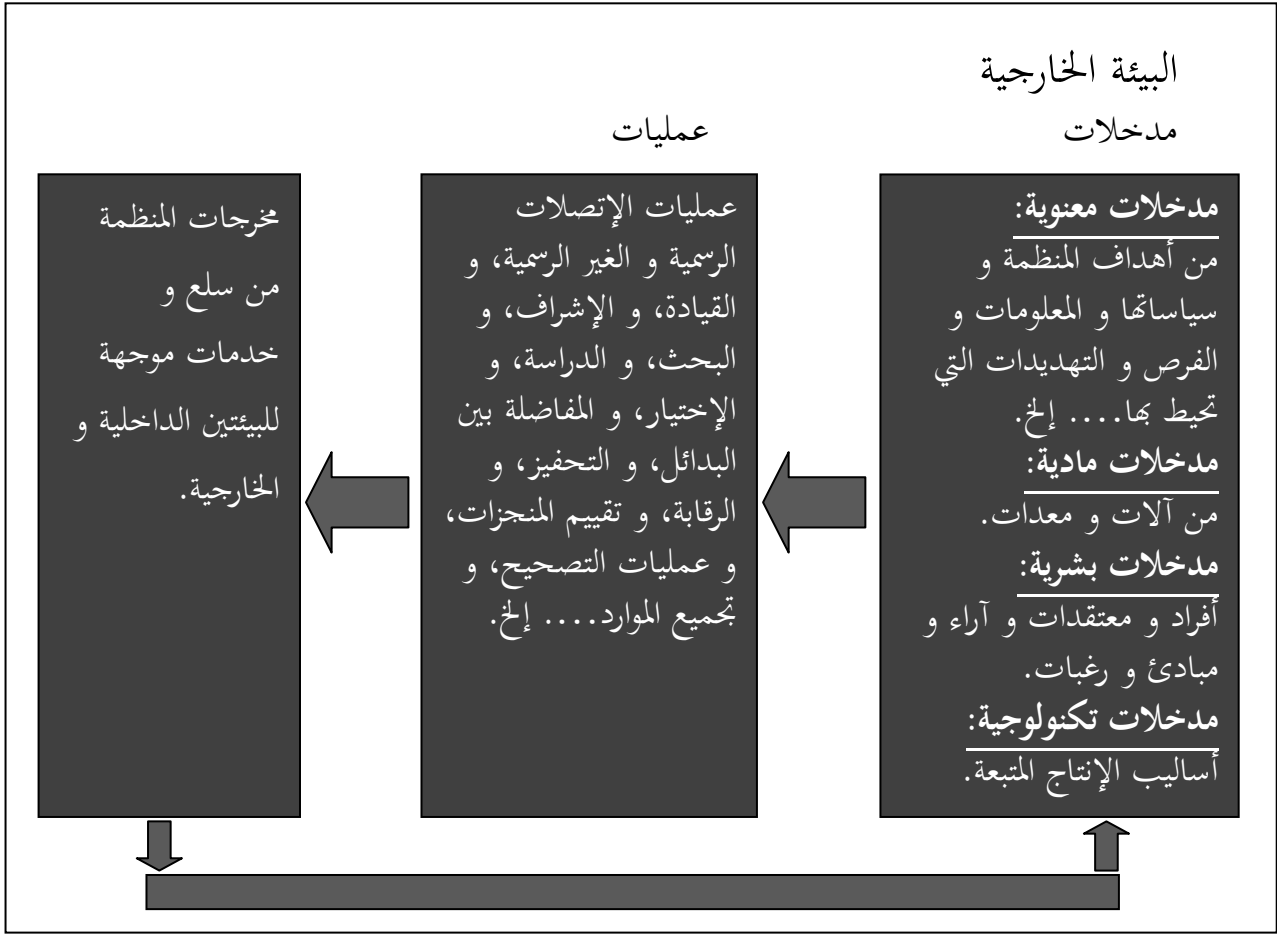 البيئة الخارجية
مدخلات
عمليات
مدخلات معنوية:
من أهداف المنظمة و
سياساتها و المعلومات و
الفرص و التهديدات التي
تحيط بها.... إلخ.
مدخلات مادية:
من آلات و معدات.
مدخلات بشرية:
أفراد و معتقدات و آراء و
مبادئ و رغبات.
مدخلات تكنولوجية:
أساليب الإنتاج المتبعة.
عمليات الإتصلات
الرسمية و الغير الرسمية، و
القيادة، و الإشراف، و
البحث، و الدراسة، و
الإختيار، و المفاضلة بين
البدائل، و التحفيز، و
الرقابة، و تقييم المنجزات،
و عمليات التصحيح، و
تجميع الموارد.... إلخ.
مخرجات المنظمة
من سلع و
خدمات موجهة
للبيئتين الداخلية و
الخارجية.